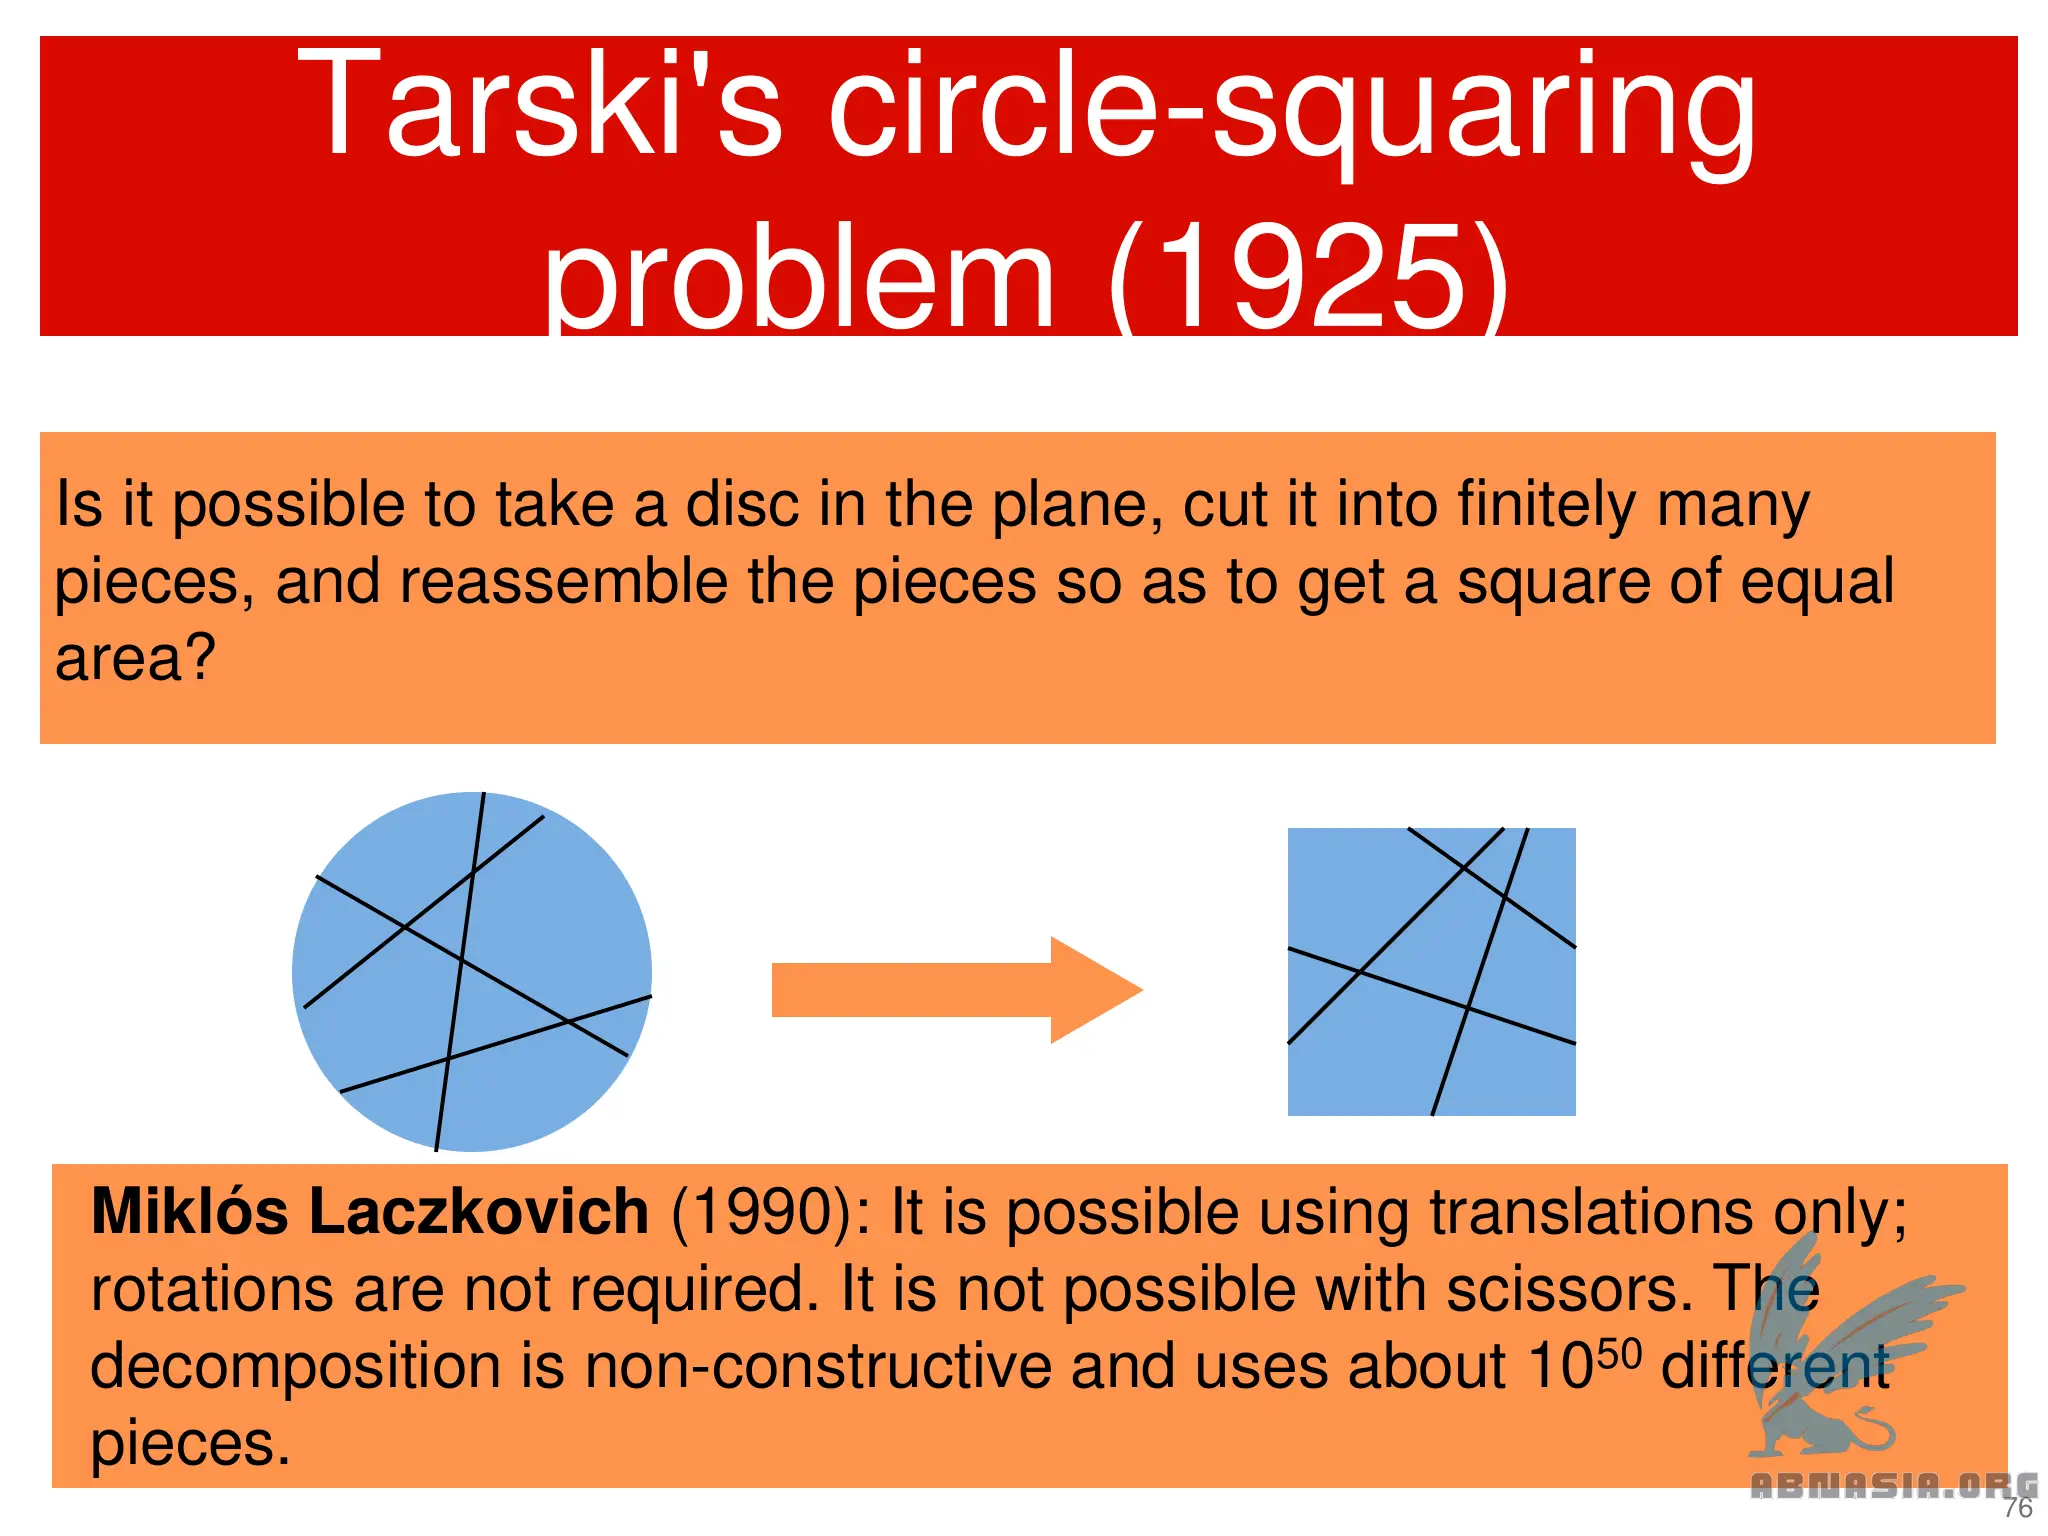 Tarski's circle-squaring
problem (1925)
Is it possible to take a disc in the plane, cut it into finitely many
pieces, and reassemble the pieces so as to get a square of equal
area?
Miklós Laczkovich (1990): It is possible using translations only;
rotations are not required. It is not possible with scissors. The
decomposition is non-constructive and uses about 10⁵⁰ different
pieces.
ABNASIA.ORG
76